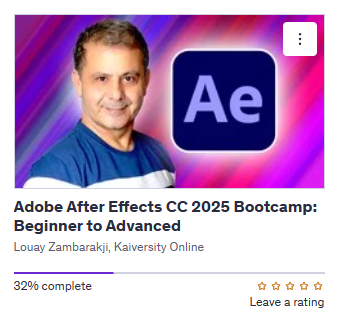 Ae
Adobe After Effects CC 2025 Bootcamp:
Beginner to Advanced
Louay Zambarakji, Kaiversity Online
32% complete
Leave a rating